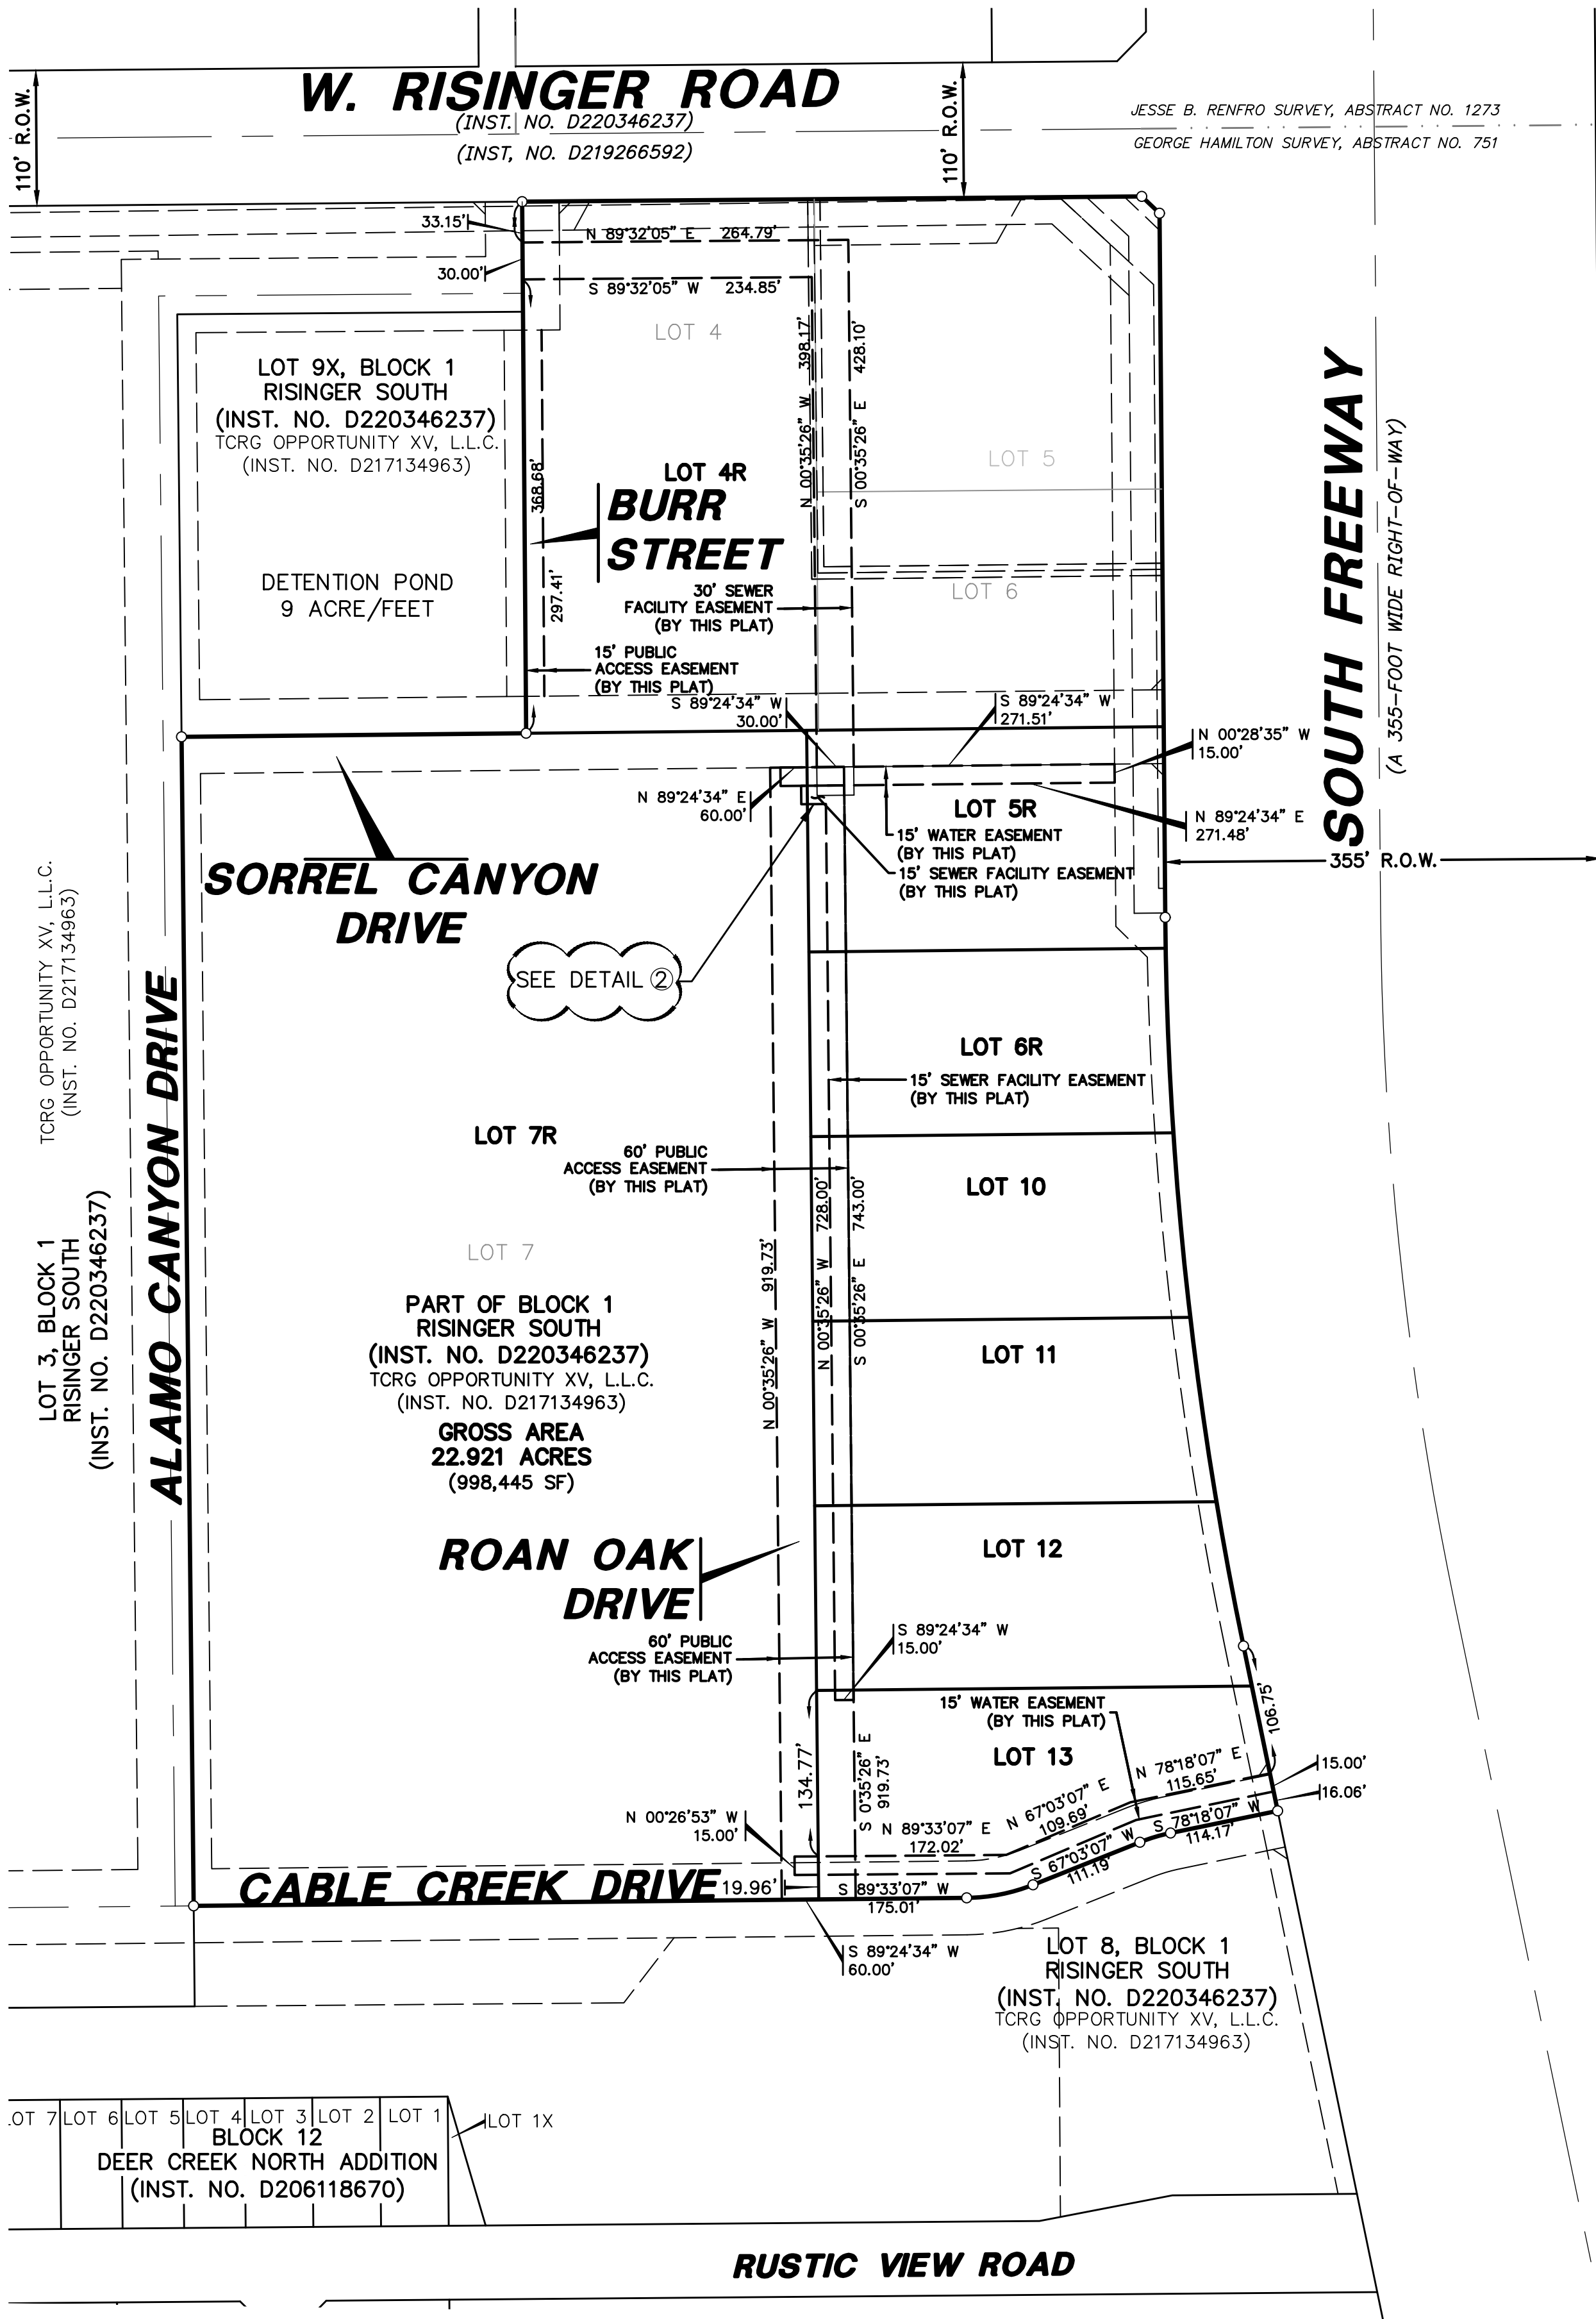 W. RISINGER ROAD
(INST. NO. D220346237)
(INST, NO. D219266592)
110' R.O.W.
110' R.O.W.
JESSE B. RENFRO SURVEY, ABSTRACT NO. 1273
GEORGE HAMILTON SURVEY, ABSTRACT NO. 751
33.15'
30.00'
N 89°32'05" E 264.79'
S 89°32'05" W 234.85'
LOT 4
N 00°35'26" W 398.17'
S 00°35'26" E 428.10'
LOT 9X, BLOCK 1
RISINGER SOUTH
(INST. NO. D220346237)
TCRG OPPORTUNITY XV, L.L.C.
(INST. NO. D217134963)
DETENTION POND
9 ACRE/FEET
368.68'
297.41'
LOT 4R
BURR
STREET
LOT 5
LOT 6
30' SEWER
FACILITY EASEMENT
(BY THIS PLAT)
15' PUBLIC
ACCESS EASEMENT
(BY THIS PLAT)
SOUTH FREEWAY
(A 355-FOOT WIDE RIGHT-OF-WAY)
S 89°24'34" W
30.00'
S 89°24'34" W
271.51'
N 00°28'35" W
15.00'
N 89°24'34" E
60.00'
N 89°24'34" E
271.48'
LOT 5R
15' WATER EASEMENT
(BY THIS PLAT)
15' SEWER FACILITY EASEMENT
(BY THIS PLAT)
355' R.O.W.
SORREL CANYON
DRIVE
SEE DETAIL 2
TCRG OPPORTUNITY XV, L.L.C.
(INST. NO. D217134963)
ALAMO CANYON DRIVE
LOT 3, BLOCK 1
RISINGER SOUTH
(INST. NO. D220346237)
LOT 6R
15' SEWER FACILITY EASEMENT
(BY THIS PLAT)
LOT 7R
60' PUBLIC
ACCESS EASEMENT
(BY THIS PLAT)
LOT 10
LOT 7
N 00°35'26" W 919.73'
N 00°35'26" W 728.00'
S 00°35'26" E 743.00'
PART OF BLOCK 1
RISINGER SOUTH
(INST. NO. D220346237)
TCRG OPPORTUNITY XV, L.L.C.
(INST. NO. D217134963)
GROSS AREA
22.921 ACRES
(998,445 SF)
LOT 11
ROAN OAK
DRIVE
LOT 12
60' PUBLIC
ACCESS EASEMENT
(BY THIS PLAT)
S 89°24'34" W
15.00'
15' WATER EASEMENT
(BY THIS PLAT)
LOT 13
106.75'
134.77'
S 0°35'26" E
919.73'
N 78°18'07" E
115.65'
15.00'
16.06'
N 67°03'07" E
109.69'
N 89°33'07" E
172.02'
S 78°18'07" W
114.17'
S 67°03'07" W
111.19'
N 00°26'53" W
15.00'
CABLE CREEK DRIVE
19.96'
S 89°33'07" W
175.01'
S 89°24'34" W
60.00'
LOT 8, BLOCK 1
RISINGER SOUTH
(INST. NO. D220346237)
TCRG OPPORTUNITY XV, L.L.C.
(INST. NO. D217134963)
LOT 7 LOT 6 LOT 5 LOT 4 LOT 3 LOT 2 LOT 1
LOT 1X
BLOCK 12
DEER CREEK NORTH ADDITION
(INST. NO. D206118670)
RUSTIC VIEW ROAD